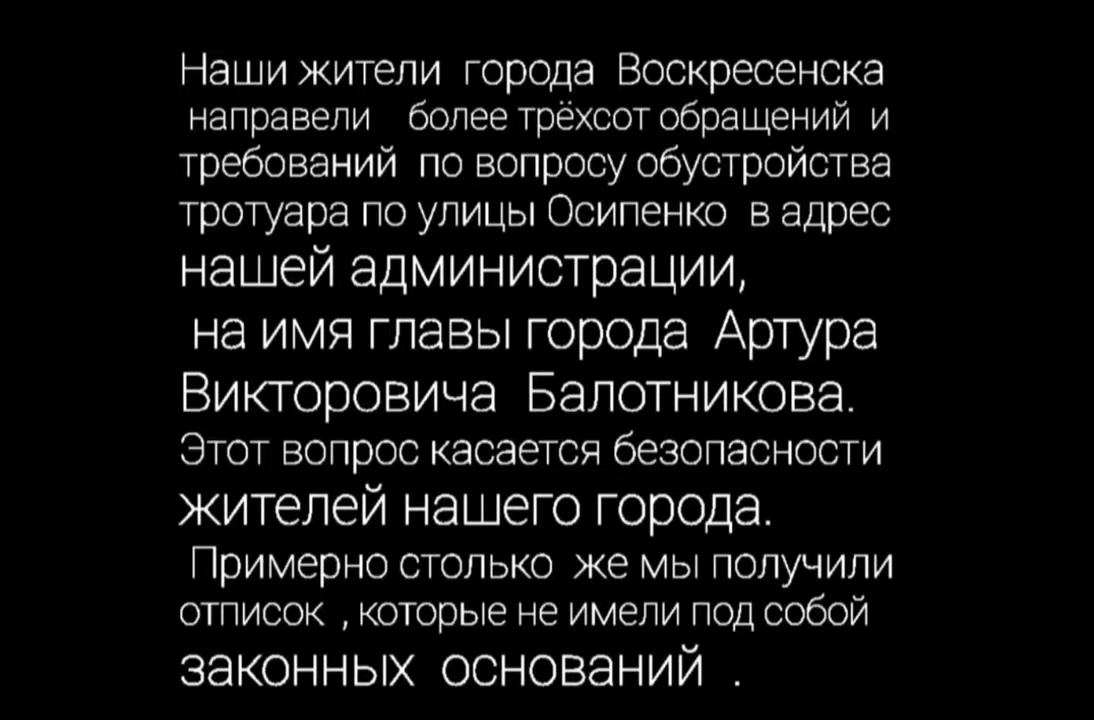 Наши жители города Воскресенска
направели более трёхсот обращений и
требований по вопросу обустройства
тротуара по улицы Осипенко в адрес
нашей администрации,
на имя главы города Артура
Викторовича Балотникова.
Этот вопрос касается безопасности
жителей нашего города.
Примерно столько же мы получили
отписок , которые не имели под собой
законных оснований .